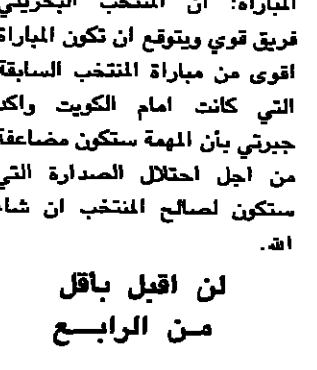 المباراة: ان المنتخب البحريني
فريق قوي ويتوقع ان تكون المباراة
اقوى من مباراة المنتخب السابقة
التي كانت امام الكويت واكد
جبرتي بأن المهمة ستكون مضاعفة
من اجل احتلال الصدارة التي
ستكون لصالح المنتخب ان شاء
الله.
لن اقبل بأقل
مـن الرابـــع